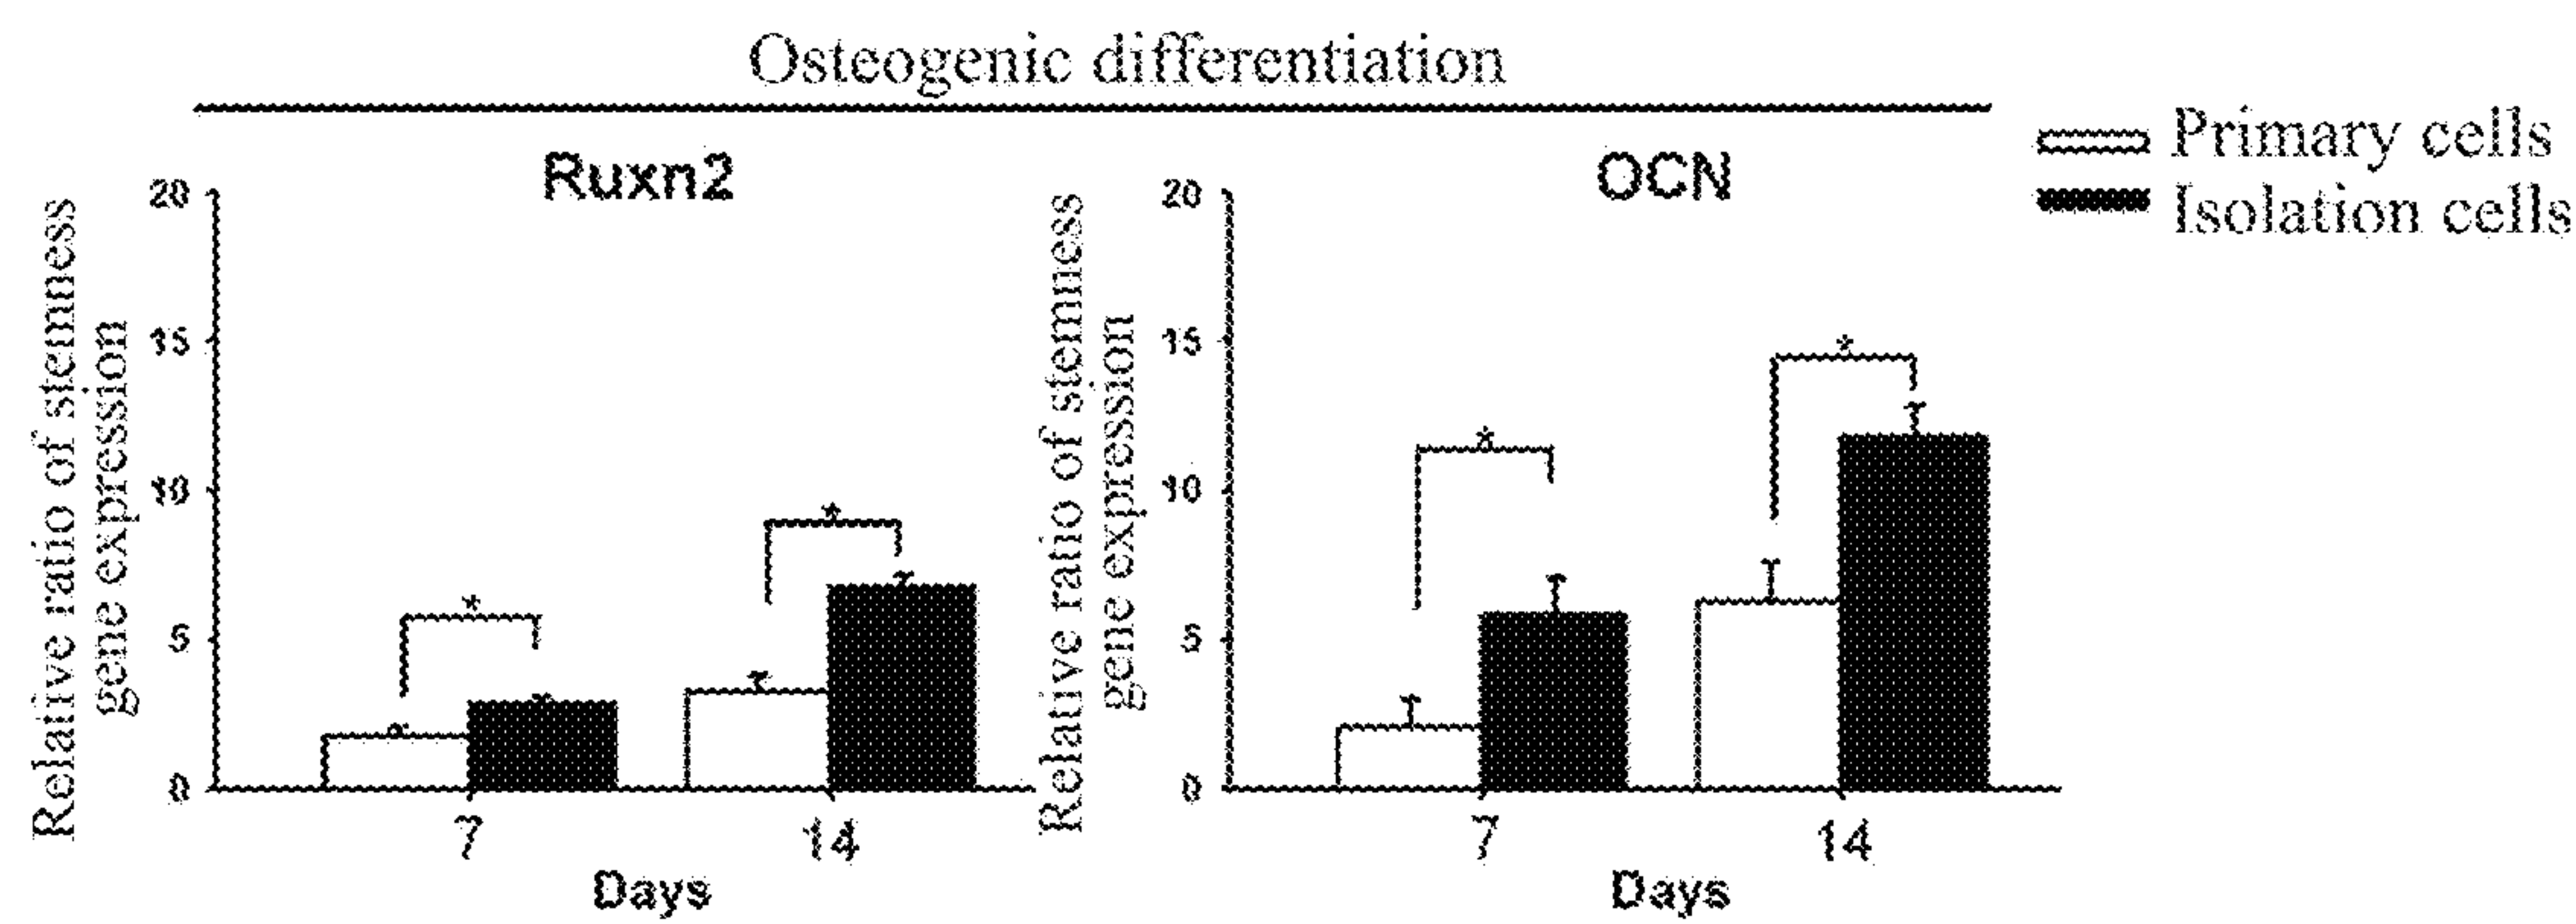 Osteogenic differentiation
Primary cells
Isolation cells
Ruxn2
Relative ratio of stemness
gene expression
20
15
10
5
0
*
*
7
14
Days
OCN
Relative ratio of stemness
gene expression
20
15
10
5
0
*
*
7
14
Days